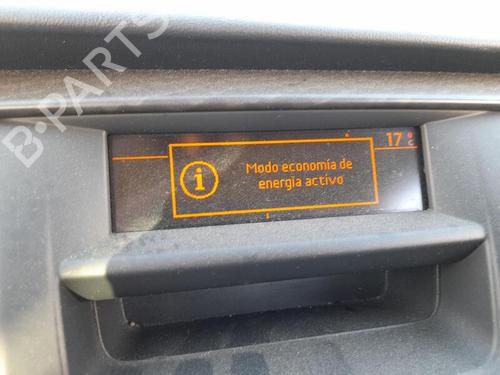 B-PARTS
17°C
i
Modo economía de
energía activo